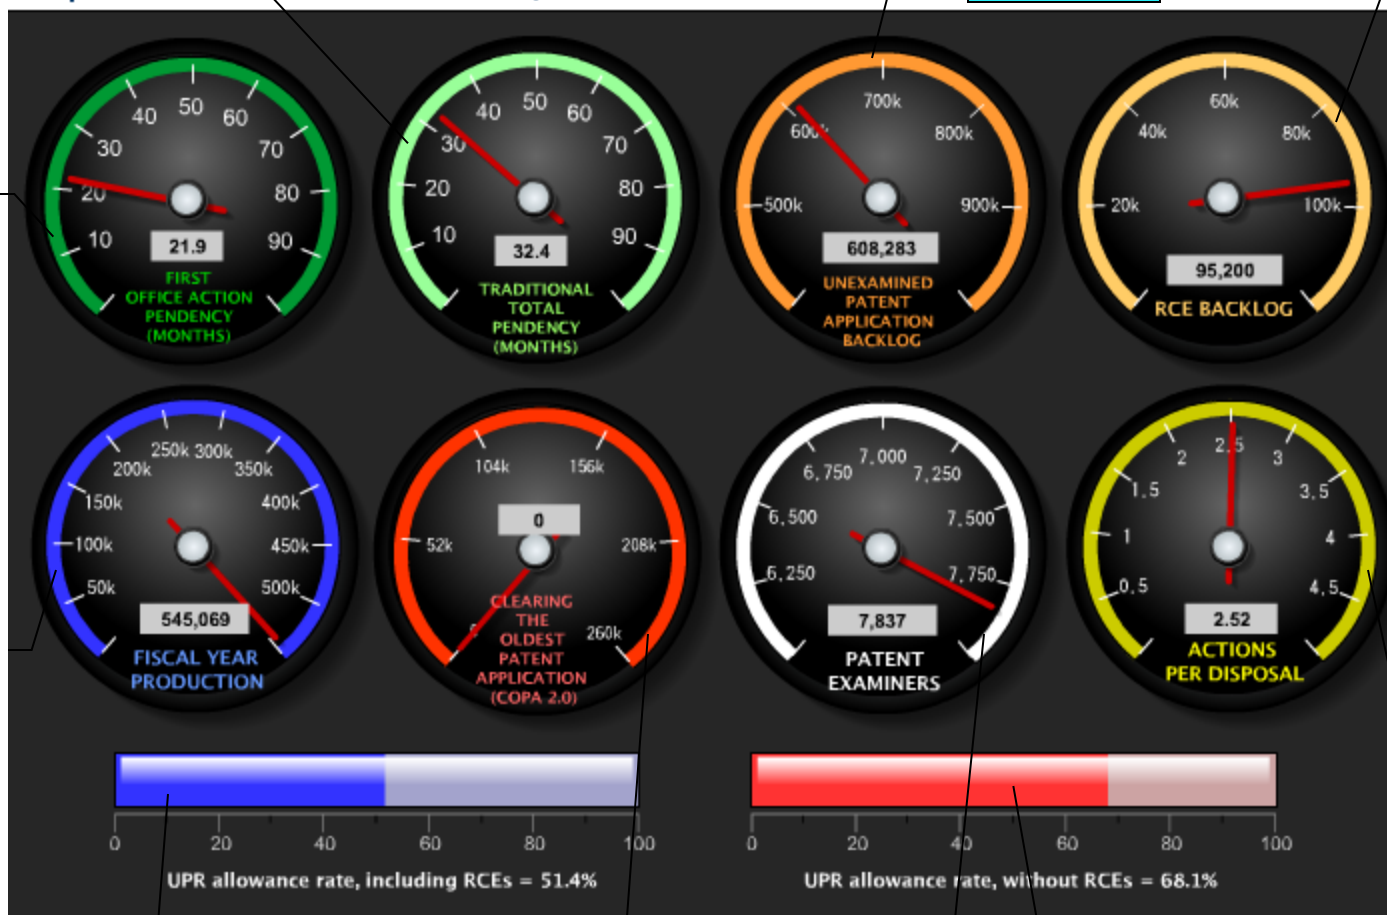 10
20
30
40
50
60
70
80
90
21.9
FIRST
OFFICE ACTION
PENDENCY
(MONTHS)
10
20
30
40
50
60
70
80
90
32.4
TRADITIONAL
TOTAL
PENDENCY
(MONTHS)
500k
600k
700k
800k
900k
608,283
UNEXAMINED
PATENT
APPLICATION
BACKLOG
20k
40k
60k
80k
100k
95,200
RCE BACKLOG
50k
100k
150k
200k
250k
300k
350k
400k
450k
500k
545,069
FISCAL YEAR
PRODUCTION
0
52k
104k
156k
208k
260k
0
CLEARING
THE
OLDEST
PATENT
APPLICATION
(COPA 2.0)
6,250
6,500
6,750
7,000
7,250
7,500
7,750
7,837
PATENT
EXAMINERS
0.5
1
1.5
2
2.5
3
3.5
4
4.5
2.52
ACTIONS
PER DISPOSAL
0 20 40 60 80 100
UPR allowance rate, including RCEs = 51.4%
0 20 40 60 80 100
UPR allowance rate, without RCEs = 68.1%